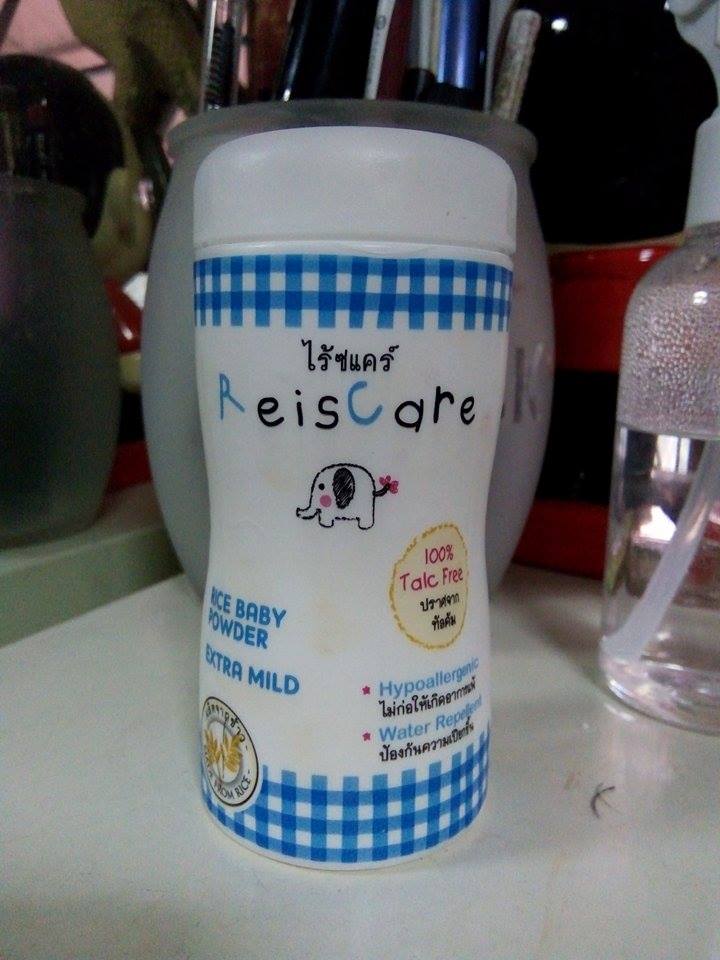 ไร้ซแคร์
ReisCare
100%
Talc Free
ปราศจาก
ทัลคัม
RICE BABY
POWDER
EXTRA MILD
Hypoallergenic
ไม่ก่อให้เกิดอาการแพ้
Water Repellent
ป้องกันความเปียกชื้น
FROM RICE
K